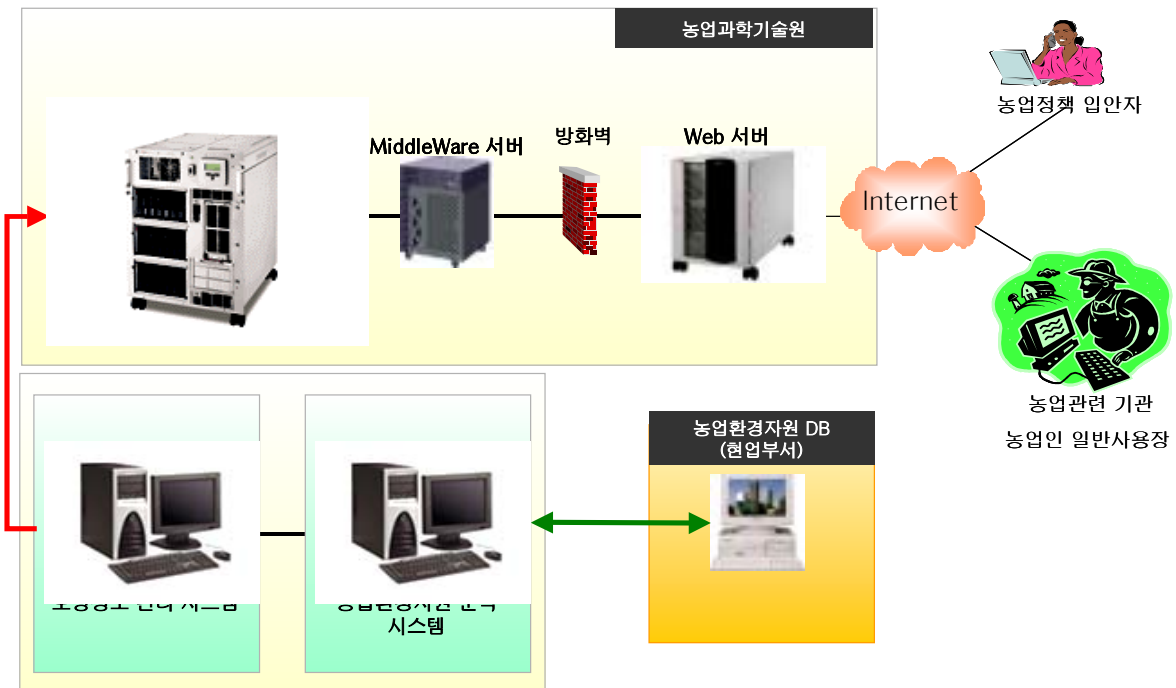 농업과학기술원
농업정책 입안자
MiddleWare 서버
방화벽
Web 서버
Internet
농업관련 기관
농업인 일반사용장
농업환경자원 DB
(현업부서)
시스템